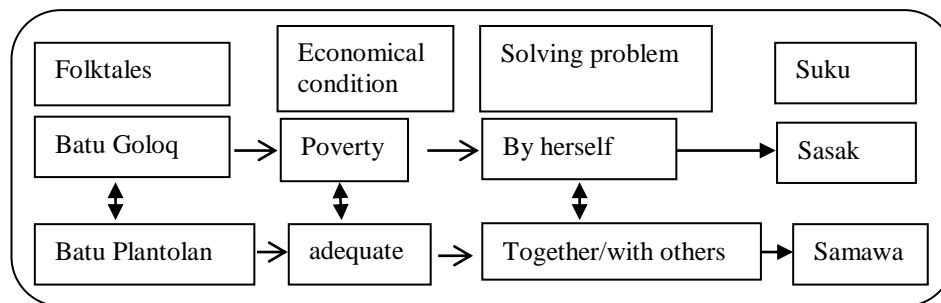 Folktales
Economical
condition
Solving problem
Suku
Batu Goloq
Poverty
By herself
Sasak
Batu Plantolan
adequate
Together/with others
Samawa